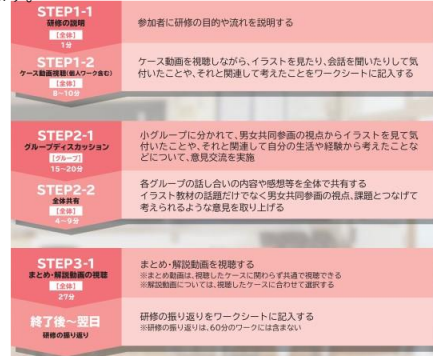 す。
STEP1-1
研修の説明
[全体]
1分
参加者に研修の目的や流れを説明する
STEP1-2
ケース動画視聴(個人ワーク含む)
[全体]
8~10分
ケース動画を視聴しながら、イラストを見たり、会話を聞いたりして気
付いたことや、それと関連して考えたことをワークシートに記入する
STEP2-1
グループディスカッション
[グループ]
15~20分
小グループに分かれて、男女共同参画の視点からイラストを見て気
付いたことや、それと関連して自分の生活や経験から考えたことな
どについて、意見交流を実施
STEP2-2
全体共有
[全体]
4~9分
各グループの話し合いの内容や感想等を全体で共有する
イラスト教材の話題だけでなく男女共同参画の視点、課題とつなげて
考えられるような意見を取り上げる
STEP3-1
まとめ・解説動画の視聴
[全体]
27分
まとめ・解説動画を視聴する
※まとめ動画は、視聴したケースに関わらず共通で視聴できる
※解説動画については、視聴したケースに合わせて選択する
終了後~翌日
研修の振り返り
研修の振り返りをワークシートに記入する
※研修の振り返りは、60分のワークには含まない